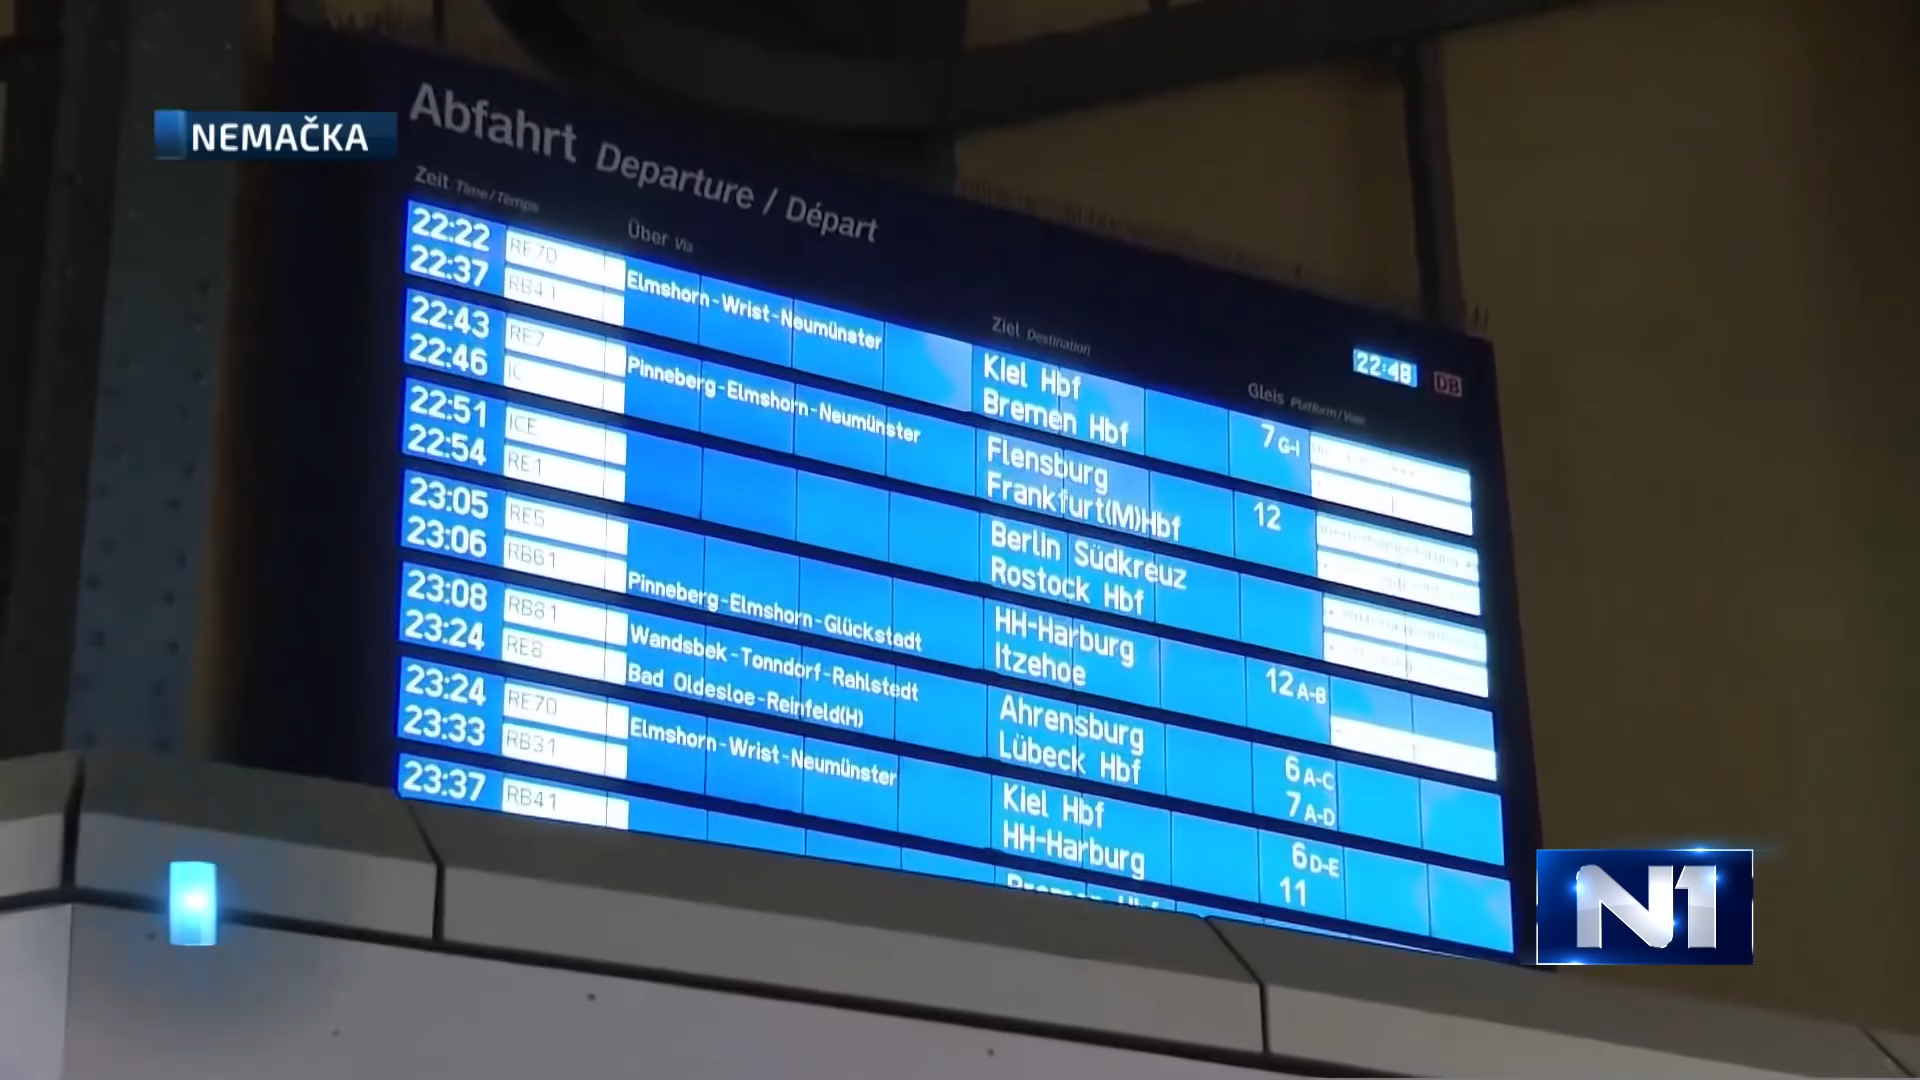 NEMAČKA
Abfahrt Departure / Départ
Zeit Time/Temps
Über Via
Ziel Destination
22:48 DB
Gleis Platform/Voie
22:22 RE70 Elmshorn-Wrist-Neumünster Kiel Hbf 7 G-I
22:37 RB41 Bremen Hbf
22:43 RE7 Pinneberg-Elmshorn-Neumünster Flensburg 12
22:46 IC Frankfurt(M)Hbf
22:51 ICE Berlin Südkreuz
22:54 RE1 Rostock Hbf
23:05 RE5 HH-Harburg 12 A-B
23:06 RB61 Pinneberg-Elmshorn-Glückstadt Itzehoe
23:08 RB81 Wandsbek-Tonndorf-Rahlstedt Ahrensburg 6 A-C
23:24 RE8 Bad Oldesloe-Reinfeld(H) Lübeck Hbf 7 A-D
23:24 RE70 Elmshorn-Wrist-Neumünster Kiel Hbf 6 D-E
23:33 RB31 HH-Harburg 11
23:37 RB41 Bremen Hbf
N1